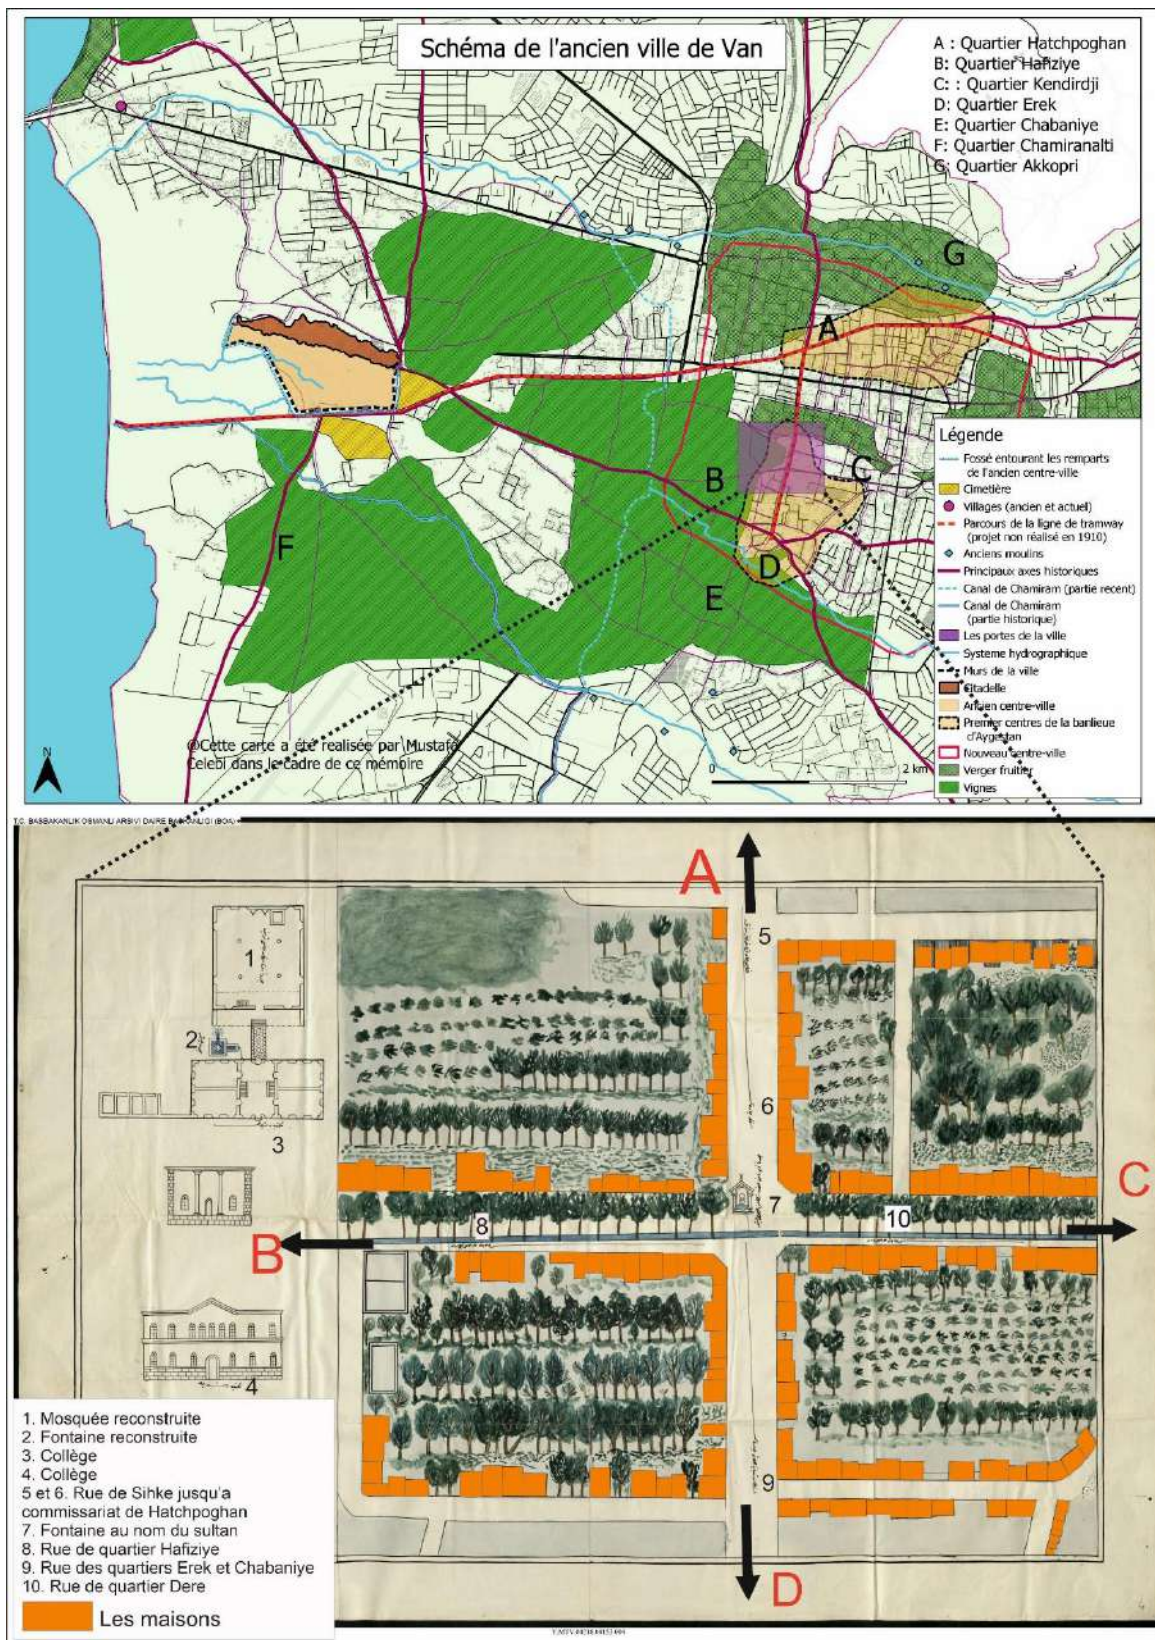 Schéma de l'ancien ville de Van
A : Quartier Hatchpoghan
B: Quartier Hafiziye
C: : Quartier Kendirdji
D: Quartier Erek
E: Quartier Chabaniye
F: Quartier Chamiranalti
G: Quartier Akkopri
G
A
B
C
F
D
E
Légende
Fossé entourant les remparts
de l'ancien centre-ville
Cimetière
Villages (ancien et actuel)
Parcours de la ligne de tramway
(projet non réalisé en 1910)
Anciens moulins
Principaux axes historiques
Canal de Chamiram (partie recent)
Canal de Chamiram
(partie historique)
Les portes de la ville
Systeme hydrographique
Murs de la ville
Citadelle
Ancien centre-ville
Premier centres de la banlieue
d'Aygestan
Nouveau centre-ville
Verger fruitier
Vignes
©Cette carte a été realisée par Mustafa
Celebi dans le cadre de ce mémoire
N
0 1 2 km
T.C. BASBAKANLIK OSMANLI ARSIVI DAIRE BASKANLIGI (BOA)
A
5
1
2
6
3
C
7
8
10
B
4
9
D
1. Mosquée reconstruite
2. Fontaine reconstruite
3. Collège
4. Collège
5 et 6. Rue de Sihke jusqu'a
commissariat de Hatchpoghan
7. Fontaine au nom du sultan
8. Rue de quartier Hafiziye
9. Rue des quartiers Erek et Chabaniye
10. Rue de quartier Dere
Les maisons